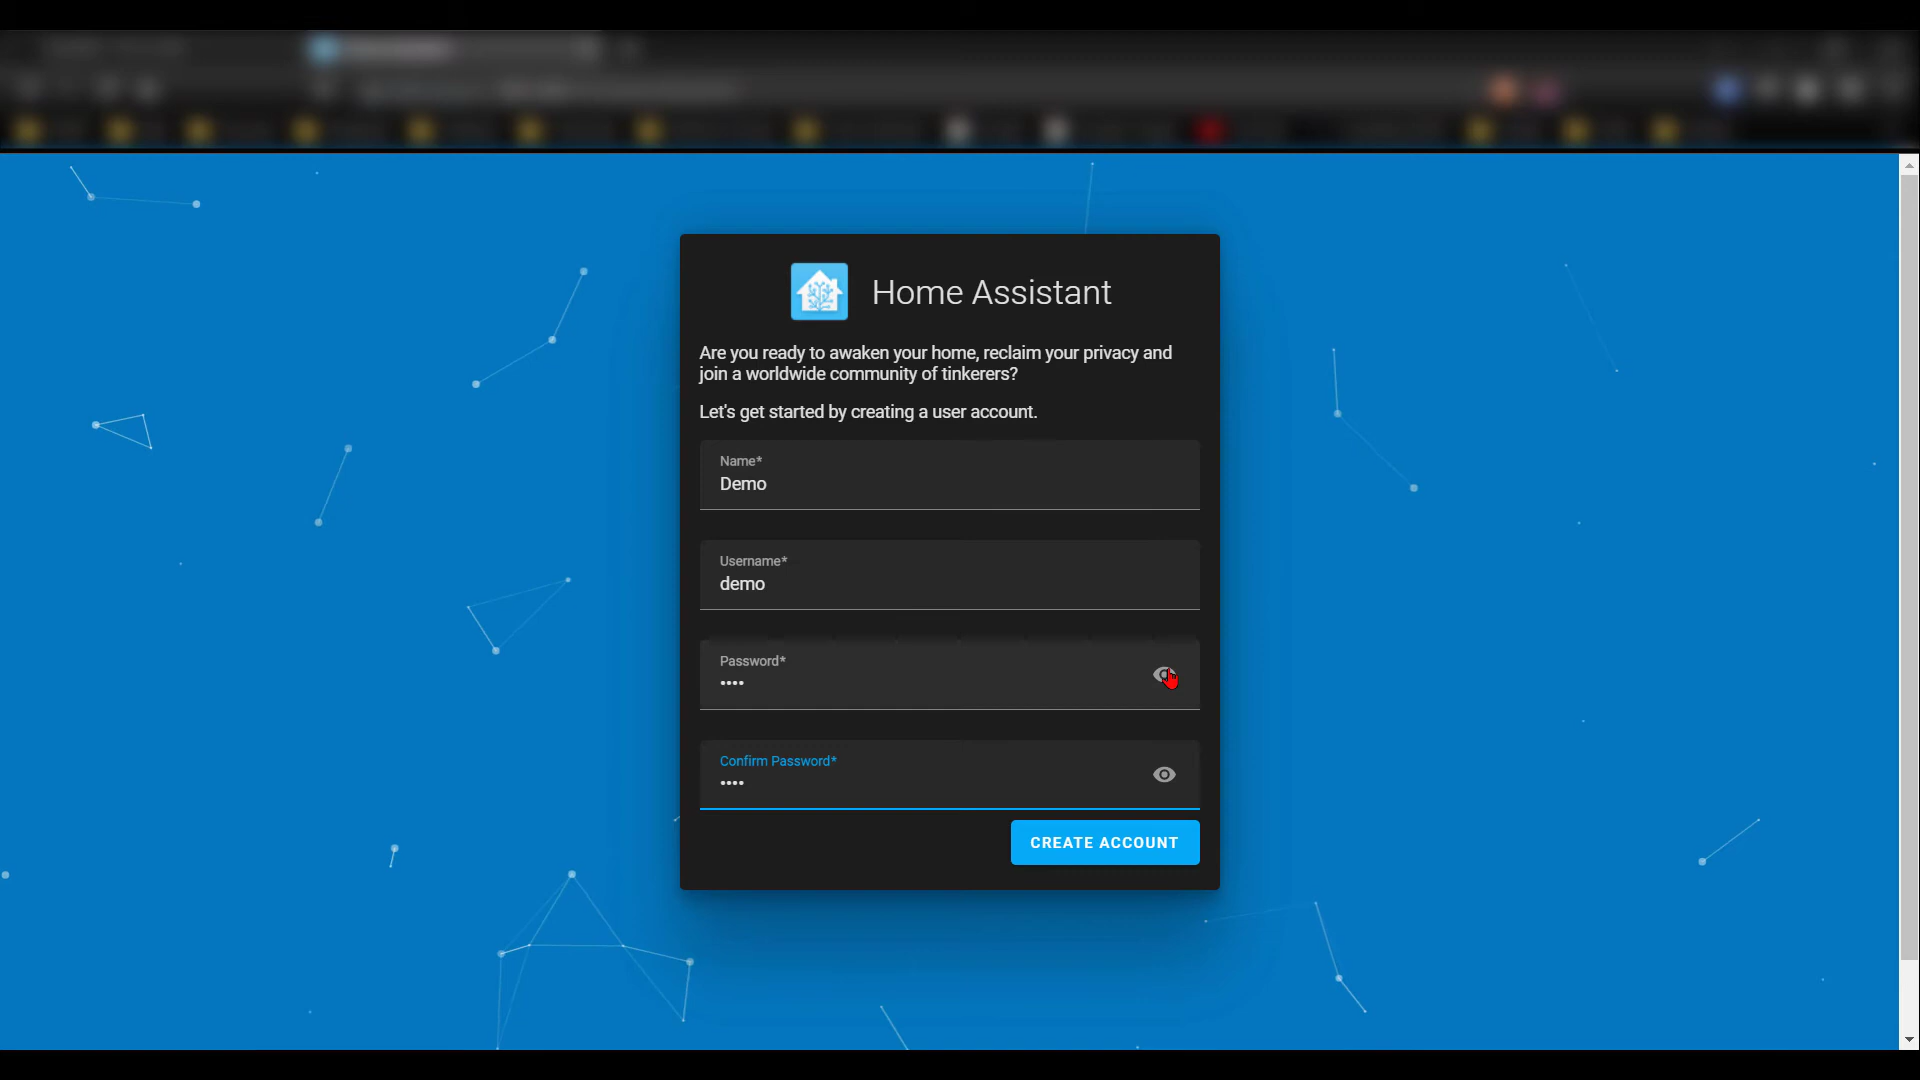 Home Assistant
Are you ready to awaken your home, reclaim your privacy and
join a worldwide community of tinkerers?
Let's get started by creating a user account.
Name*
Demo
Username*
demo
Password*
••••
Confirm Password*
••••
CREATE ACCOUNT